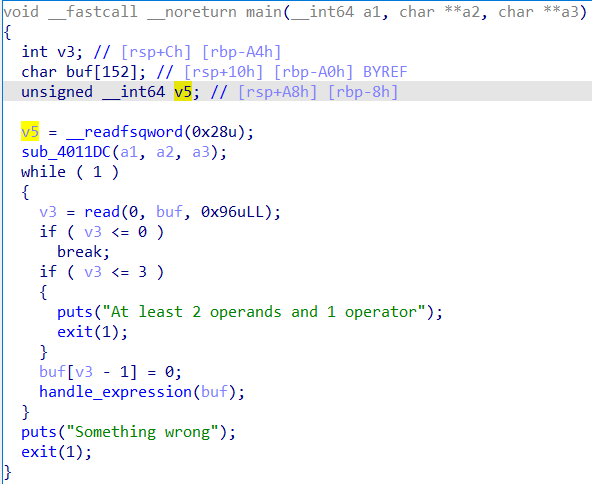 void __fastcall __noreturn main(__int64 a1, char **a2, char **a3)
{
  int v3; // [rsp+Ch] [rbp-A4h]
  char buf[152]; // [rsp+10h] [rbp-A0h] BYREF
  unsigned __int64 v5; // [rsp+A8h] [rbp-8h]

  v5 = __readfsqword(0x28u);
  sub_4011DC(a1, a2, a3);
  while ( 1 )
  {
    v3 = read(0, buf, 0x96uLL);
    if ( v3 <= 0 )
      break;
    if ( v3 <= 3 )
    {
      puts("At least 2 operands and 1 operator");
      exit(1);
    }
    buf[v3 - 1] = 0;
    handle_expression(buf);
  }
  puts("Something wrong");
  exit(1);
}